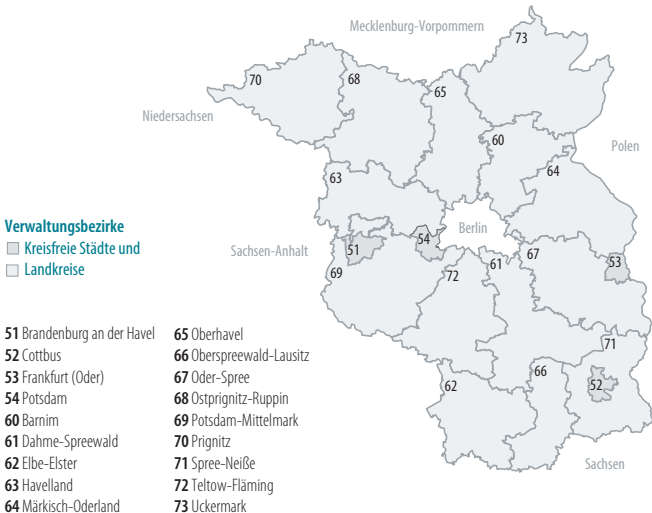 Mecklenburg-Vorpommern
73
70
68
65
Niedersachsen
60
Polen
63
64
Verwaltungsbezirke
Kreisfreie Städte und
Landkreise
Sachsen-Anhalt
Berlin
51
54
67
53
69
72
61
71
62
66
52
Sachsen
51 Brandenburg an der Havel
52 Cottbus
53 Frankfurt (Oder)
54 Potsdam
60 Barnim
61 Dahme-Spreewald
62 Elbe-Elster
63 Havelland
64 Märkisch-Oderland
65 Oberhavel
66 Oberspreewald-Lausitz
67 Oder-Spree
68 Ostprignitz-Ruppin
69 Potsdam-Mittelmark
70 Prignitz
71 Spree-Neiße
72 Teltow-Fläming
73 Uckermark